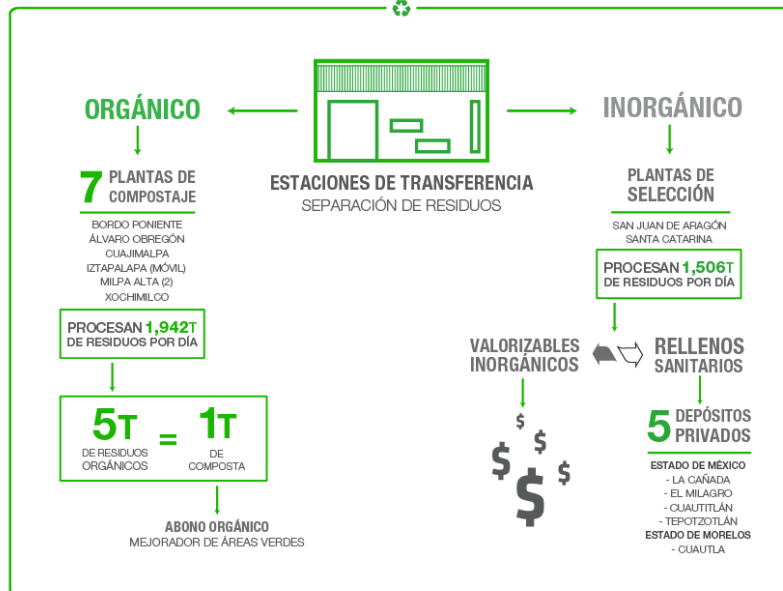 ORGÁNICO
7 PLANTAS DE
COMPOSTAJE
BORDO PONIENTE
ÁLVARO OBREGÓN
CUAJIMALPA
IZTAPALAPA (MÓVIL)
MILPA ALTA (2)
XOCHIMILCO
PROCESAN 1,942T
DE RESIDUOS POR DÍA
5T = 1T
DE RESIDUOS
ORGÁNICOS
DE
COMPOSTA
ABONO ORGÁNICO
MEJORADOR DE ÁREAS VERDES
ESTACIONES DE TRANSFERENCIA
SEPARACIÓN DE RESIDUOS
INORGÁNICO
PLANTAS DE
SELECCIÓN
SAN JUAN DE ARAGÓN
SANTA CATARINA
PROCESAN 1,506T
DE RESIDUOS POR DÍA
VALORIZABLES
INORGÁNICOS
$
$
$
$
$
RELLENOS
SANITARIOS
5 DEPÓSITOS
PRIVADOS
ESTADO DE MÉXICO
- LA CAÑADA
- EL MILAGRO
- CUAUTITLÁN
- TEPOTZOTLÁN
ESTADO DE MORELOS
- CUAUTLA